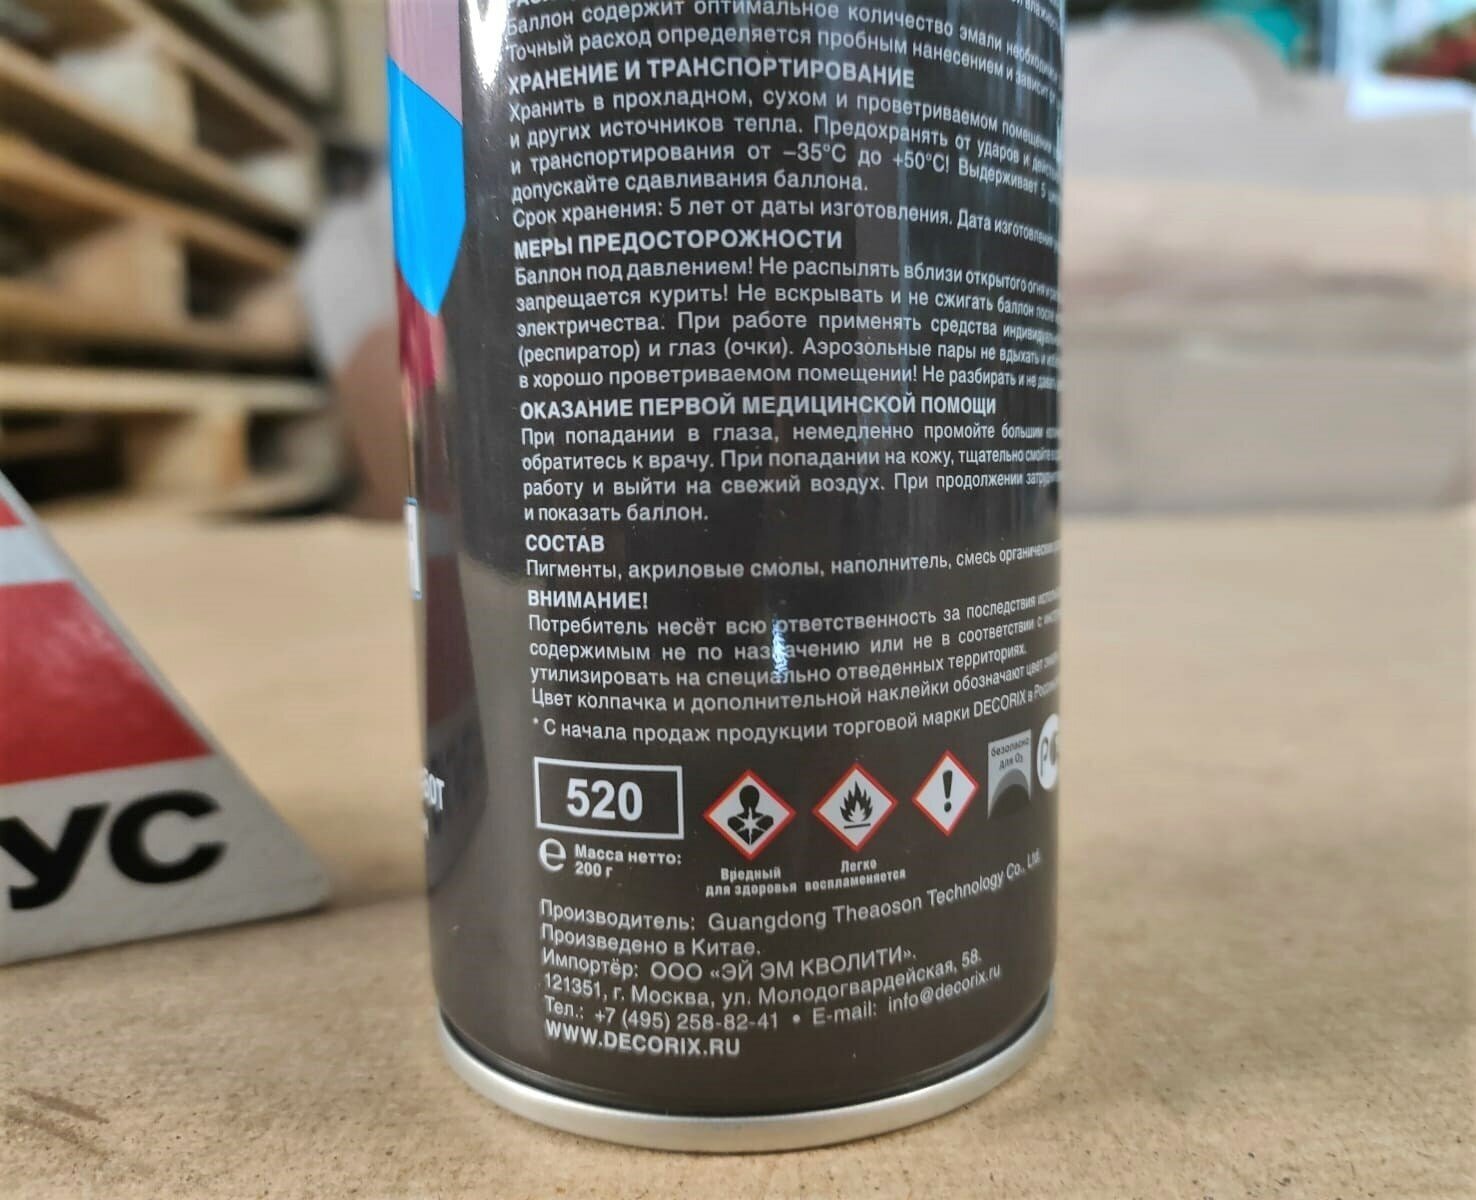 Баллон содержит оптимальное количество эмали необходимое
Точный расход определяется пробным нанесением и зависит от
ХРАНЕНИЕ И ТРАНСПОРТИРОВАНИЕ
Хранить в прохладном, сухом и проветриваемом помещении
и других источников тепла. Предохранять от ударов и
и транспортирования от –35°С до +50°С! Выдерживает 5
допускайте сдавливания баллона.
Срок хранения: 5 лет от даты изготовления. Дата изготовления
МЕРЫ ПРЕДОСТОРОЖНОСТИ
Баллон под давлением! Не распылять вблизи открытого огня и
запрещается курить! Не вскрывать и не сжигать баллон после
электричества. При работе применять средства
(респиратор) и глаз (очки). Аэрозольные пары не вдыхать и
в хорошо проветриваемом помещении! Не разбирать и не
ОКАЗАНИЕ ПЕРВОЙ МЕДИЦИНСКОЙ ПОМОЩИ
При попадании в глаза, немедленно промойте большим
обратитесь к врачу. При попадании на кожу, тщательно смойте
работу и выйти на свежий воздух. При продолжении
и показать баллон.
СОСТАВ
Пигменты, акриловые смолы, наполнитель, смесь органических
ВНИМАНИЕ!
Потребитель несёт всю ответственность за последствия
содержимым не по назначению или не в соответствии с
утилизировать на специально отведенных территориях.
Цвет колпачка и дополнительной наклейки обозначают цвет
* С начала продаж продукции торговой марки DECORIX в
безопасно
для О₃
520
е Масса нетто:
200 г
Вредный
для здоровья
Легко
воспламеняется
Производитель: Guangdong Theaoson Technology Co., Ltd.
Произведено в Китае.
Импортёр: ООО «ЭЙ ЭМ КВОЛИТИ».
121351, г. Москва, ул. Молодогвардейская, 58.
Тел.: +7 (495) 258-82-41 • E-mail: info@decorix.ru
WWW.DECORIX.RU
УС